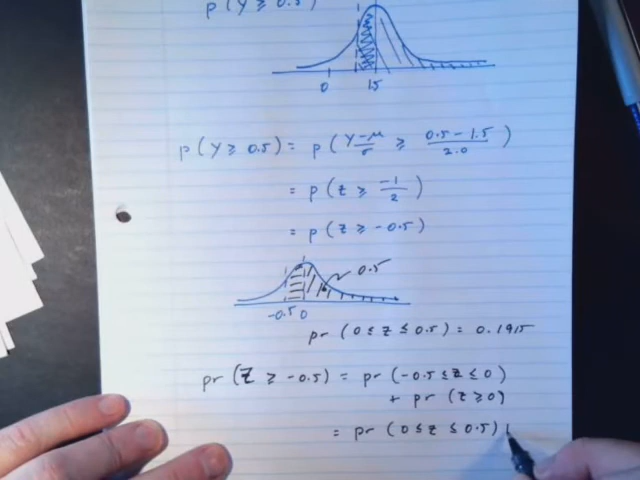 p(Y ≥ 0.5)
0 15
p(Y ≥ 0.5) = p(Y-μ/σ ≥ 0.5-1.5/2.0)
= p(z ≥ -1/2)
= p(z ≥ -0.5)
0.5
-0.5 0
pr(0 ≤ z ≤ 0.5) = 0.1915
pr(Z ≥ -0.5) = pr(-0.5 ≤ z ≤ 0)
+ pr(z ≥ 0)
= pr(0 ≤ z ≤ 0.5)